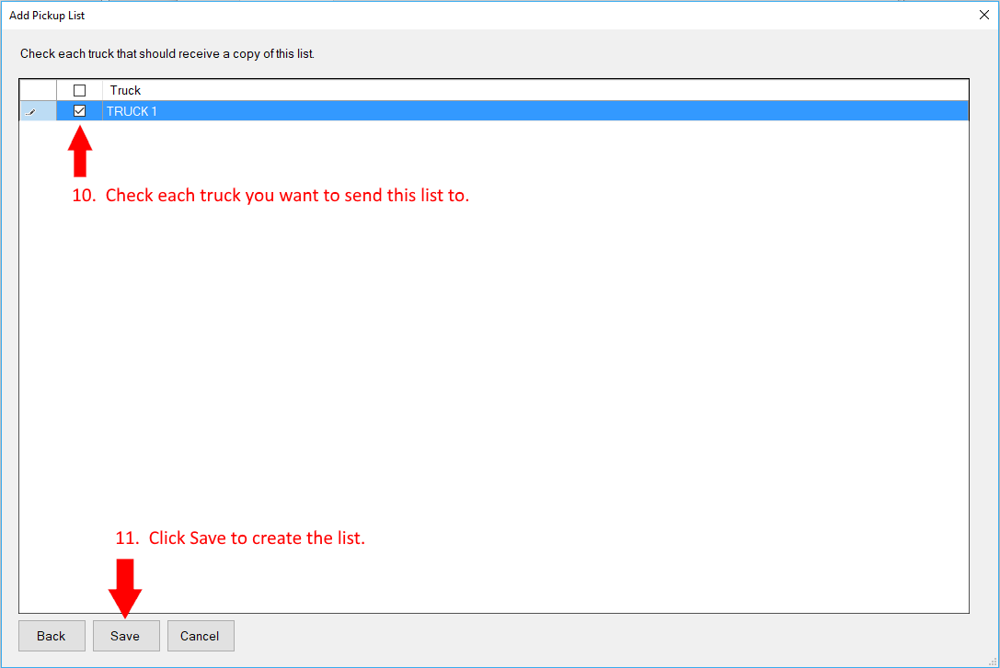 Add Pickup List
Check each truck that should receive a copy of this list.
Truck
TRUCK 1
10. Check each truck you want to send this list to.
11. Click Save to create the list.
Back Save Cancel